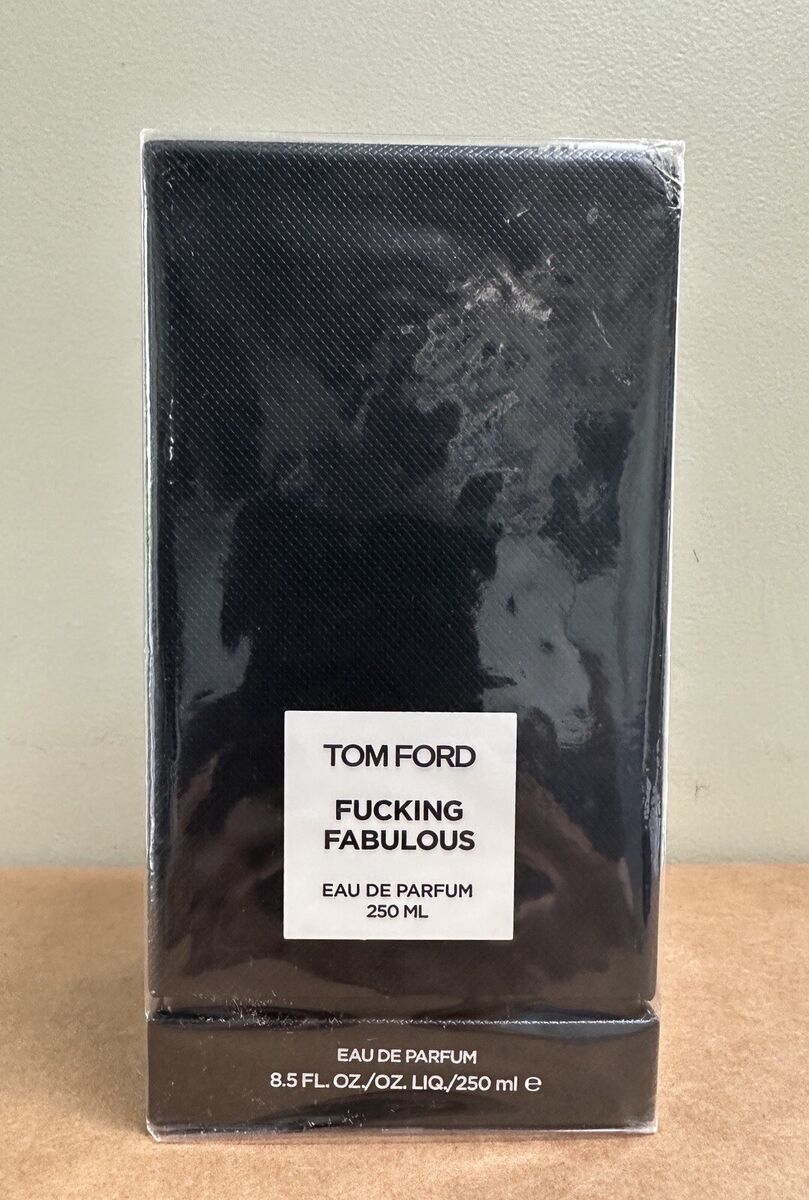 TOM FORD
FUCKING
FABULOUS
EAU DE PARFUM
250 ML
EAU DE PARFUM
8.5 FL. OZ./OZ. LIQ./250 ml ℮